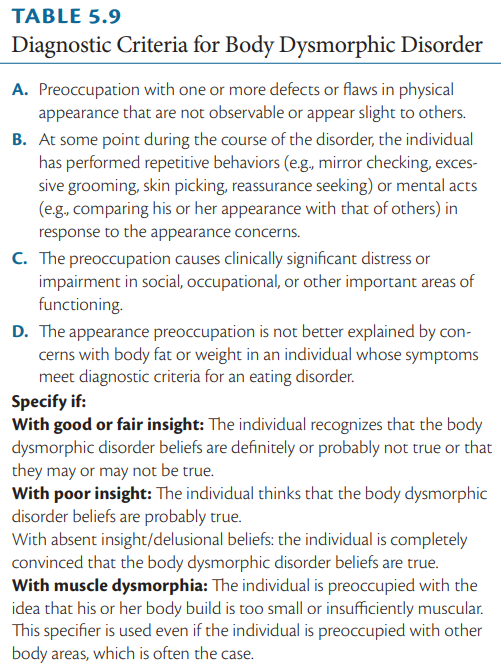 TABLE 5.9
Diagnostic Criteria for Body Dysmorphic Disorder
A. Preoccupation with one or more defects or flaws in physical
appearance that are not observable or appear slight to others.
B. At some point during the course of the disorder, the individual
has performed repetitive behaviors (e.g., mirror checking, exces-
sive grooming, skin picking, reassurance seeking) or mental acts
(e.g., comparing his or her appearance with that of others) in
response to the appearance concerns.
C. The preoccupation causes clinically significant distress or
impairment in social, occupational, or other important areas of
functioning.
D. The appearance preoccupation is not better explained by con-
cerns with body fat or weight in an individual whose symptoms
meet diagnostic criteria for an eating disorder.
Specify if:
With good or fair insight: The individual recognizes that the body
dysmorphic disorder beliefs are definitely or probably not true or that
they may or may not be true.
With poor insight: The individual thinks that the body dysmorphic
disorder beliefs are probably true.
With absent insight/delusional beliefs: the individual is completely
convinced that the body dysmorphic disorder beliefs are true.
With muscle dysmorphia: The individual is preoccupied with the
idea that his or her body build is too small or insufficiently muscular.
This specifier is used even if the individual is preoccupied with other
body areas, which is often the case.